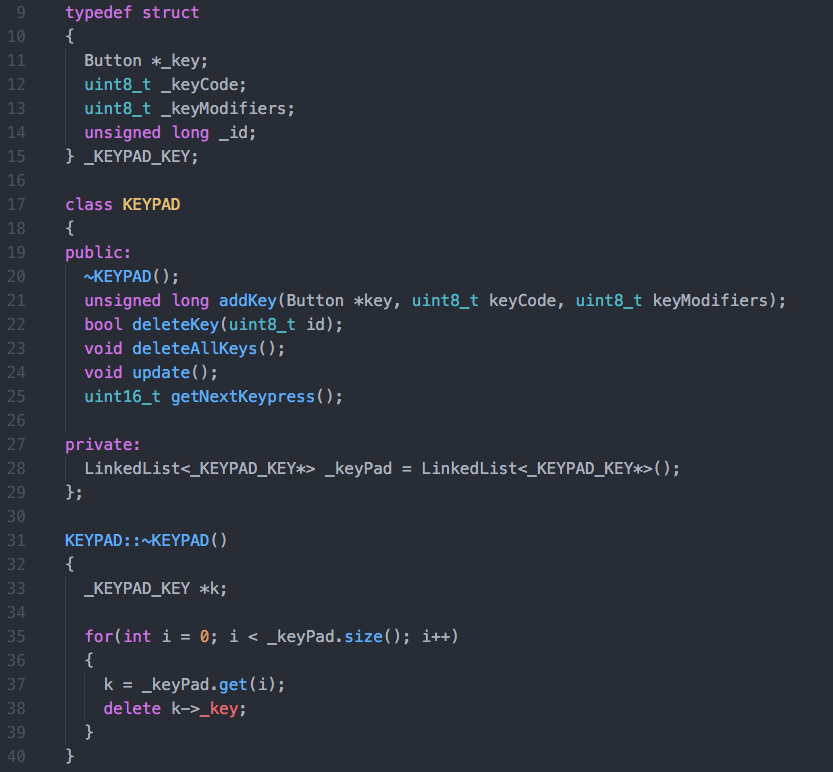 9 typedef struct
10 {
11   Button *_key;
12   uint8_t _keyCode;
13   uint8_t _keyModifiers;
14   unsigned long _id;
15 } _KEYPAD_KEY;
16
17 class KEYPAD
18 {
19 public:
20   ~KEYPAD();
21   unsigned long addKey(Button *key, uint8_t keyCode, uint8_t keyModifiers);
22   bool deleteKey(uint8_t id);
23   void deleteAllKeys();
24   void update();
25   uint16_t getNextKeypress();
26
27 private:
28   LinkedList<_KEYPAD_KEY*> _keyPad = LinkedList<_KEYPAD_KEY*>();
29 };
30
31 KEYPAD::~KEYPAD()
32 {
33   _KEYPAD_KEY *k;
34
35   for(int i = 0; i < _keyPad.size(); i++)
36   {
37     k = _keyPad.get(i);
38     delete k->_key;
39   }
40 }